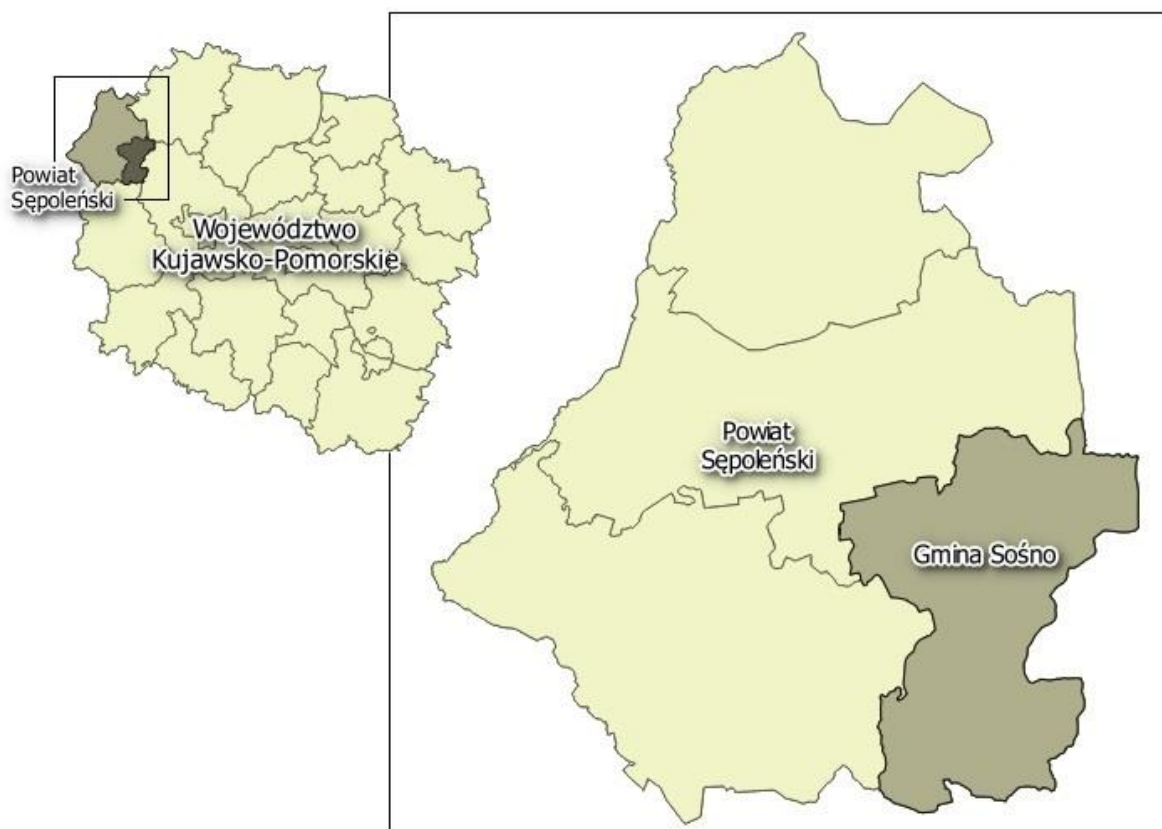 Powiat
Sępoleński
Województwo
Kujawsko-Pomorskie
Powiat
Sępoleński
Gmina Sośno